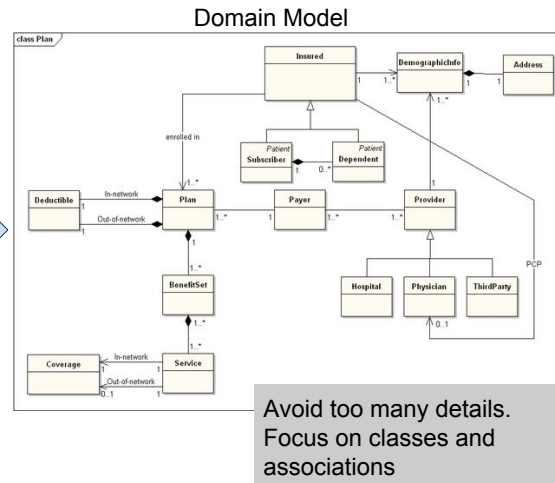 Domain Model
class Plan
Insured
DemographicInfo
Address
1
1..*
1
1
1..*
enrolled in
Patient
Subscriber
Patient
Dependent
1
0..*
1..*
1
Deductible
In-network
1
Out-of-network
1
Plan
1..*
Payer
1..*
1..*
Provider
1
1..*
BenefitSet
Hospital
Physician
ThirdParty
PCP
0..1
1..*
1..*
Coverage
In-network
1
1
Service
Out-of-network
0..1
1
Avoid too many details.
Focus on classes and
associations